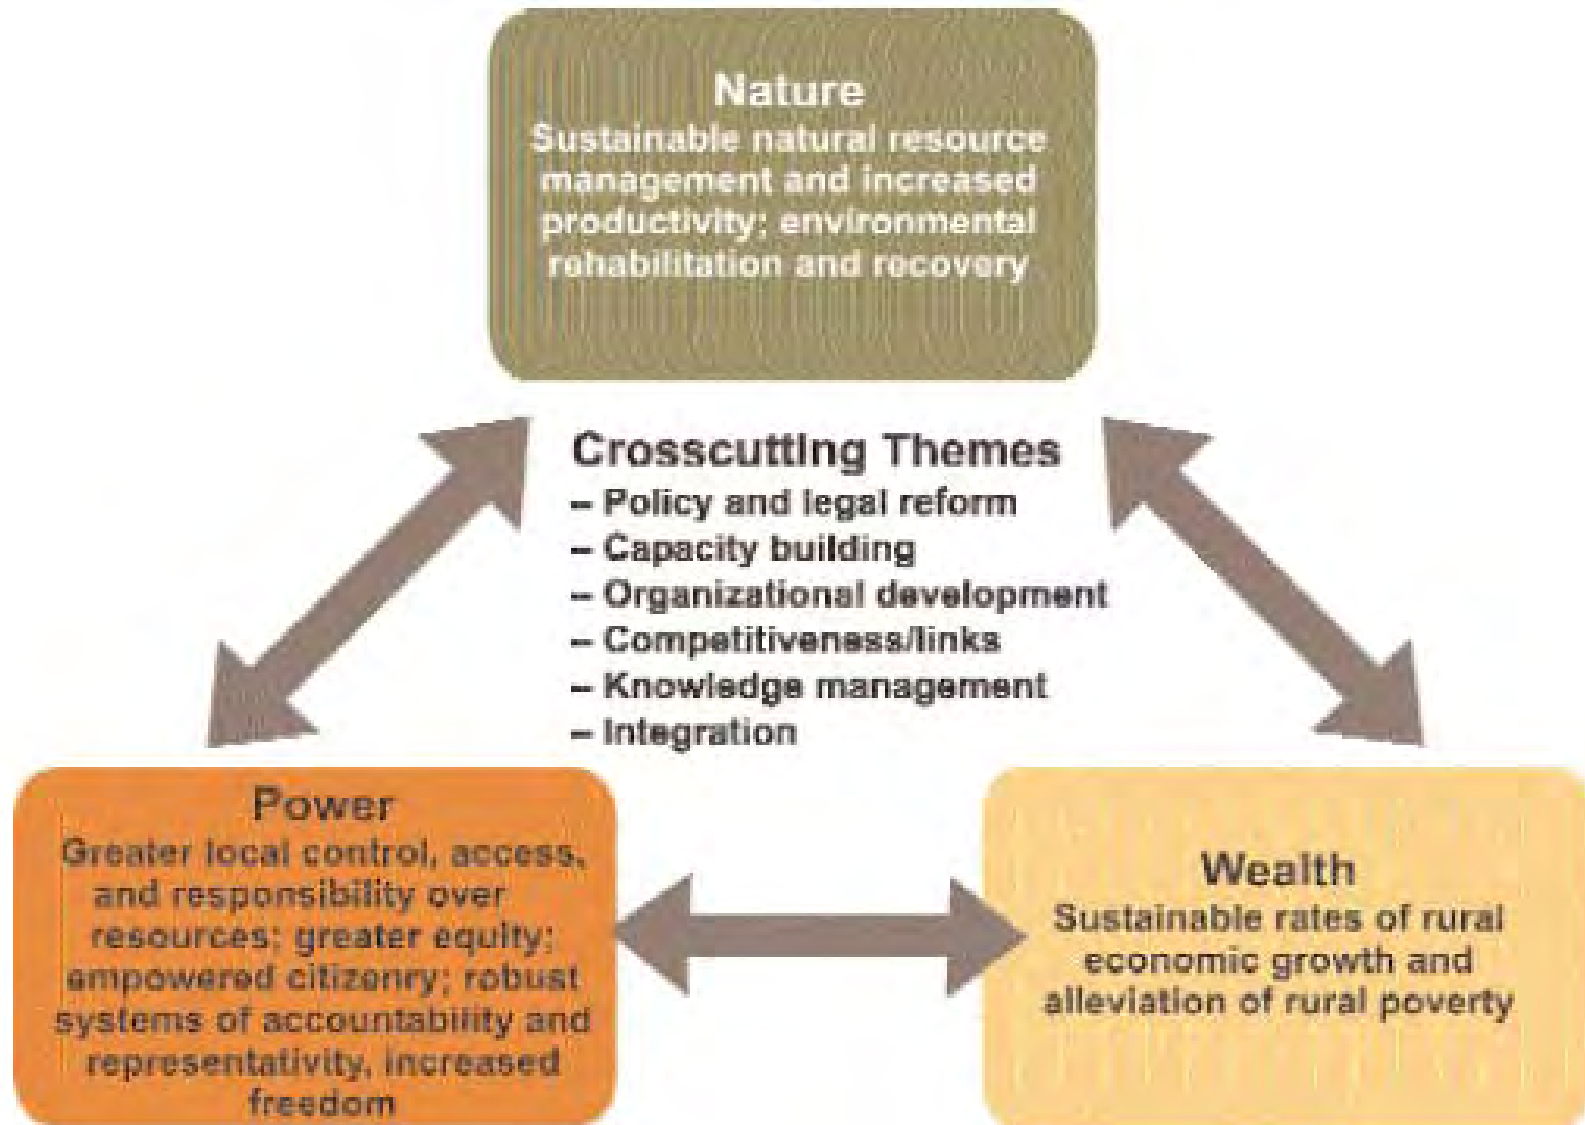 Nature
Sustainable natural resource
management and increased
productivity; environmental
rehabilitation and recovery
Crosscutting Themes
– Policy and legal reform
– Capacity building
– Organizational development
– Competitiveness/links
– Knowledge management
– Integration
Power
Greater local control, access,
and responsibility over
resources; greater equity;
empowered citizenry; robust
systems of accountability and
representativity, increased
freedom
Wealth
Sustainable rates of rural
economic growth and
alleviation of rural poverty